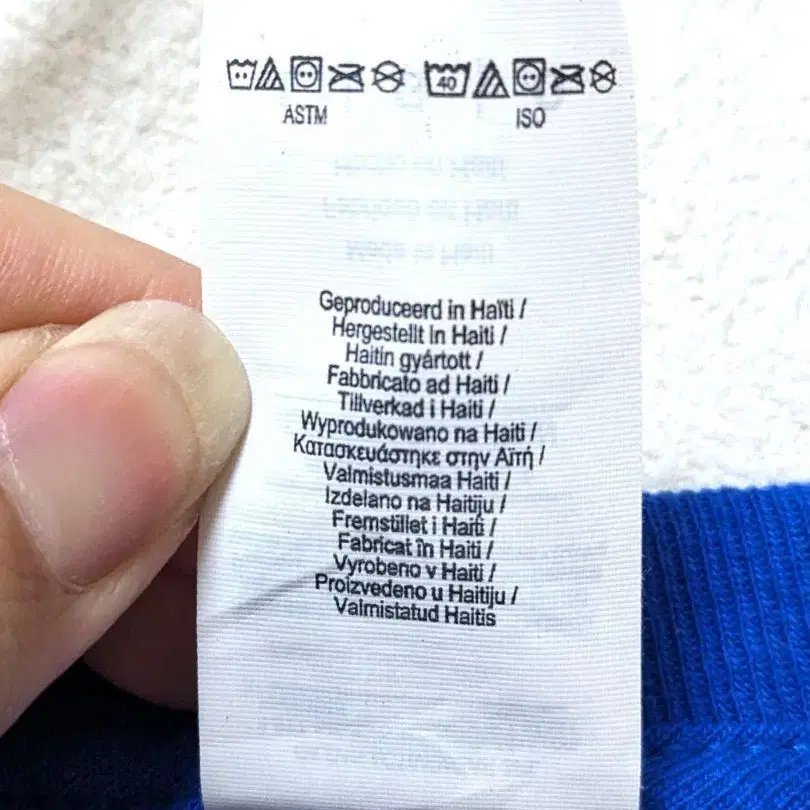 40
ASTM
ISO
Geproduceerd in Haïti /
Hergestellt in Haiti /
Haitin gyártott /
Fabbricato ad Haiti /
Tillverkad i Haiti /
Wyprodukowano na Haiti /
Κατασκευάστηκε στην Αϊτή /
Valmistusmaa Haiti /
Izdelano na Haitiju /
Fremstillet i Haiti /
Fabricat în Haiti /
Vyrobeno v Haiti /
Proizvedeno u Haitiju /
Valmistatud Haitis